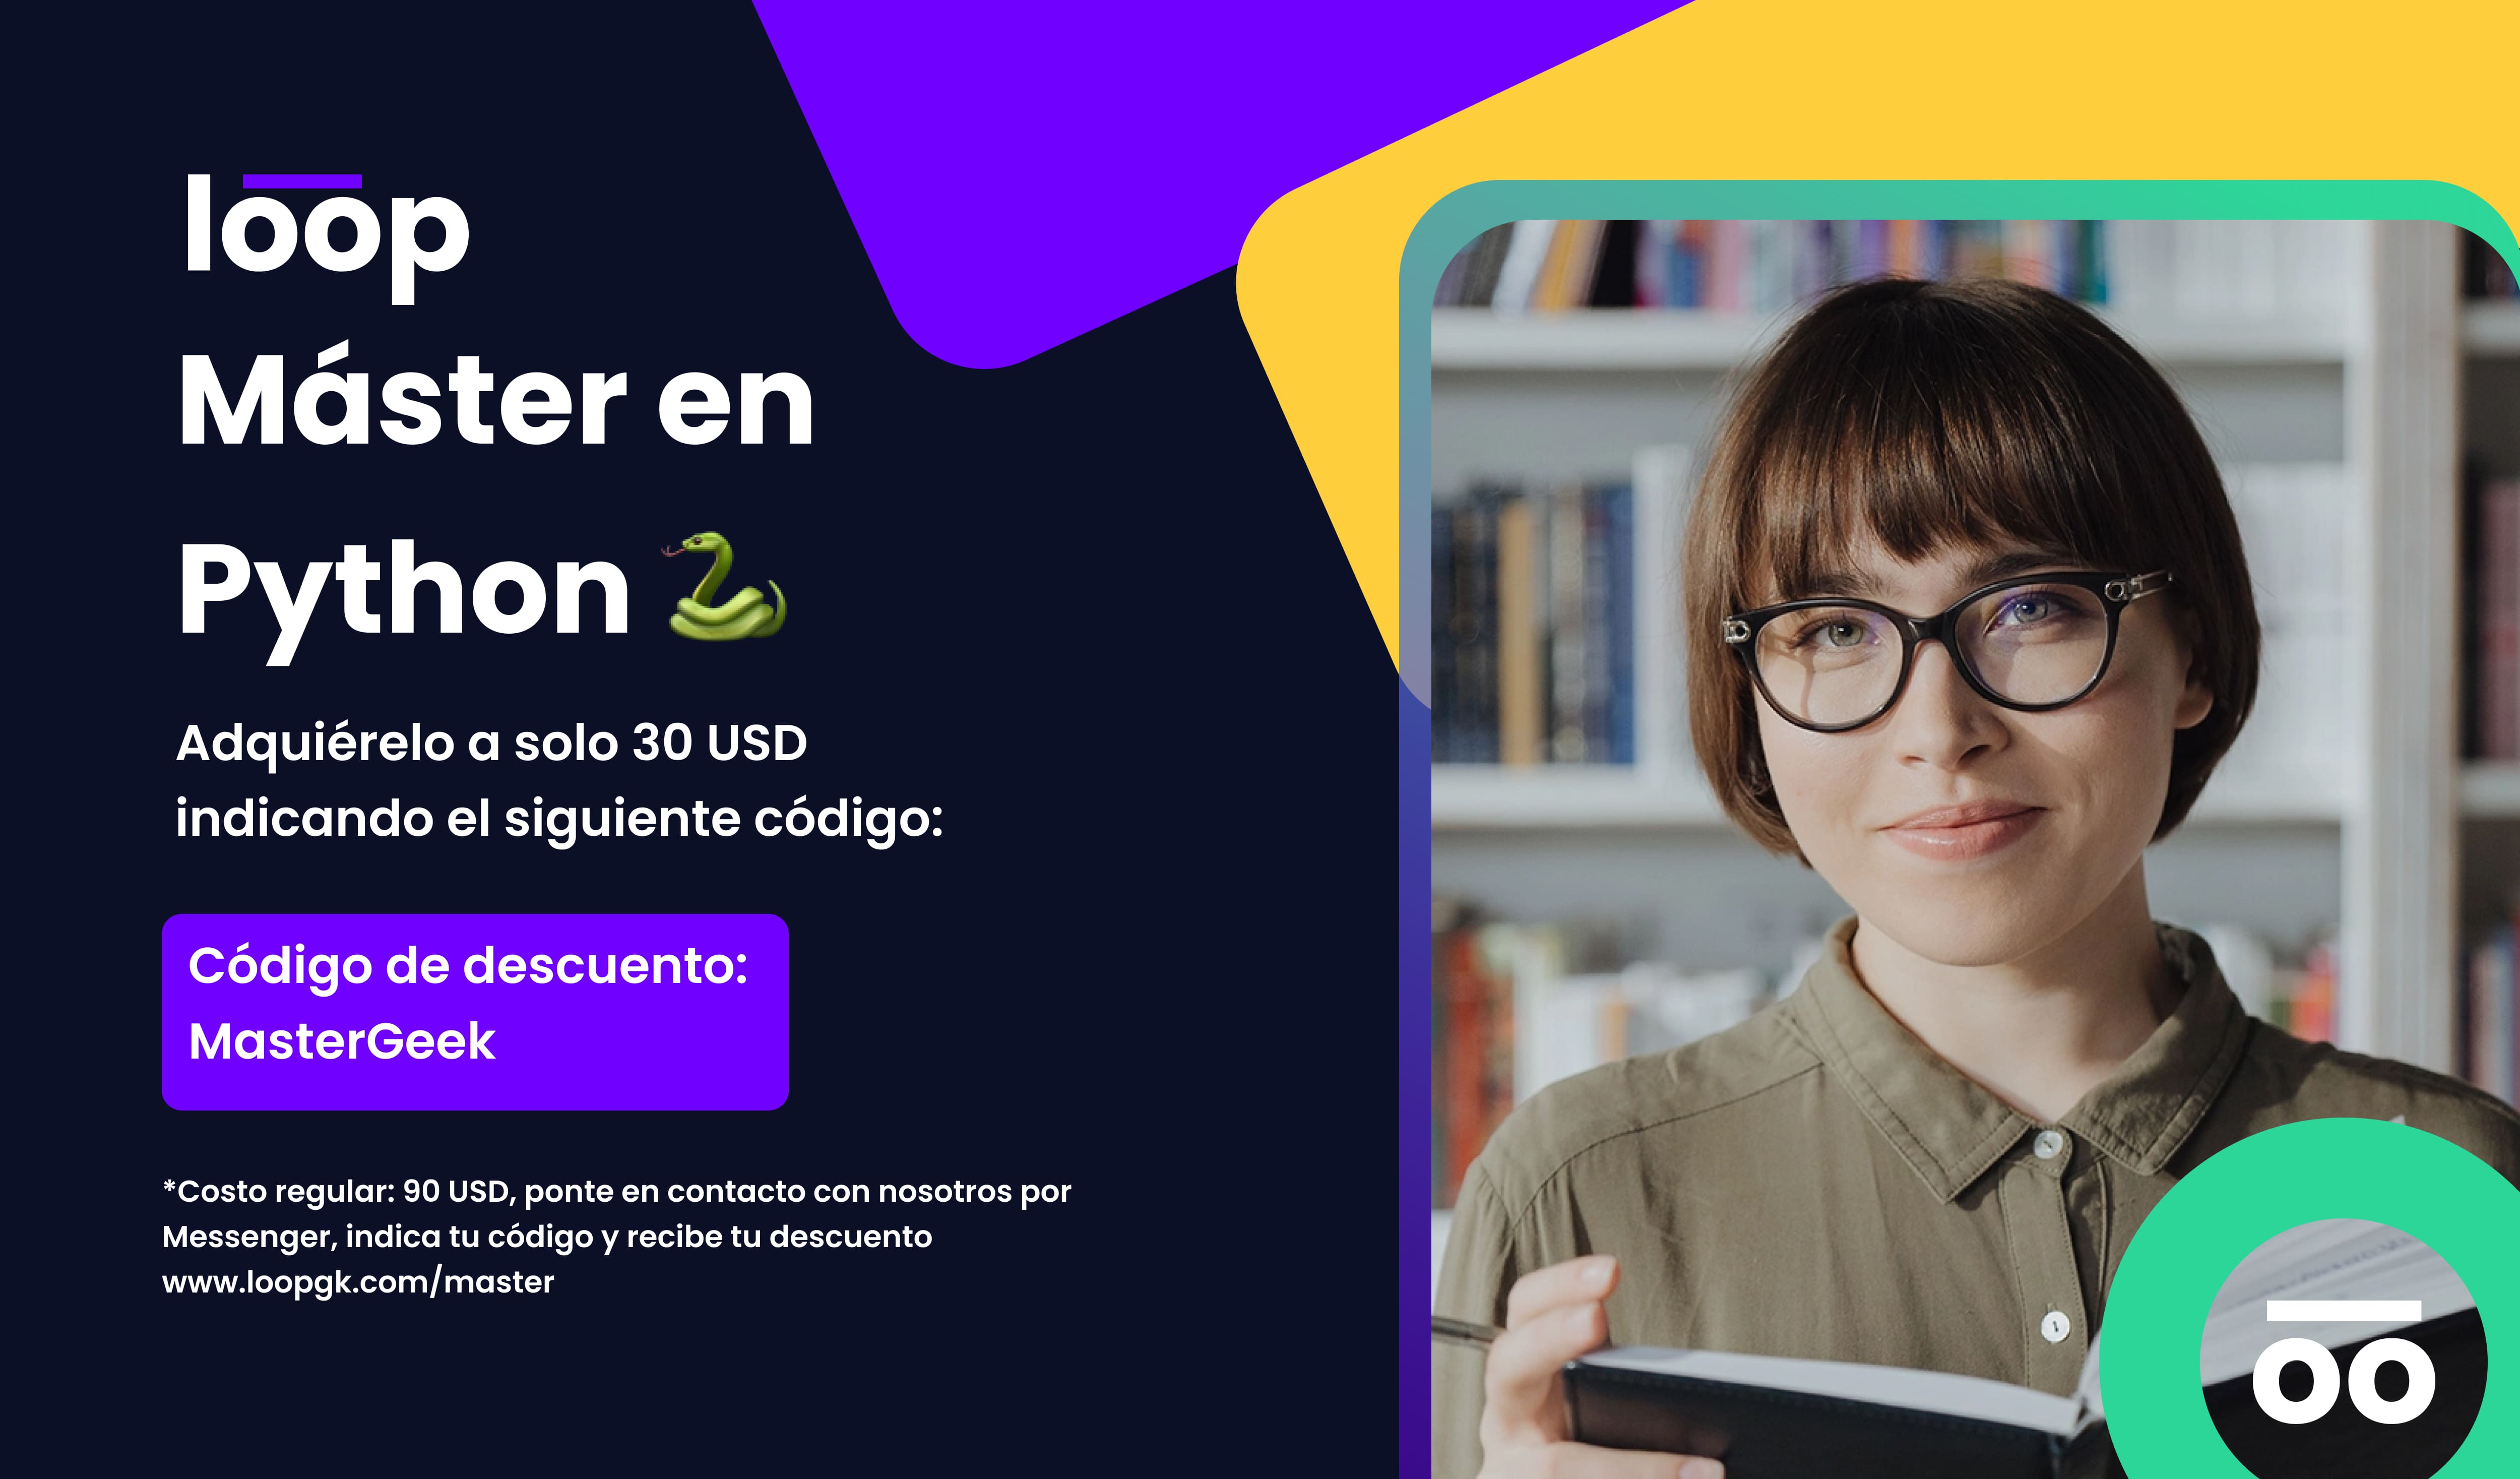 loop
Máster en
Python
Adquiérelo a solo 30 USD
indicando el siguiente código:
Código de descuento:
MasterGeek
*Costo regular: 90 USD, ponte en contacto con nosotros por
Messenger, indica tu código y recibe tu descuento
www.loopgk.com/master
oo